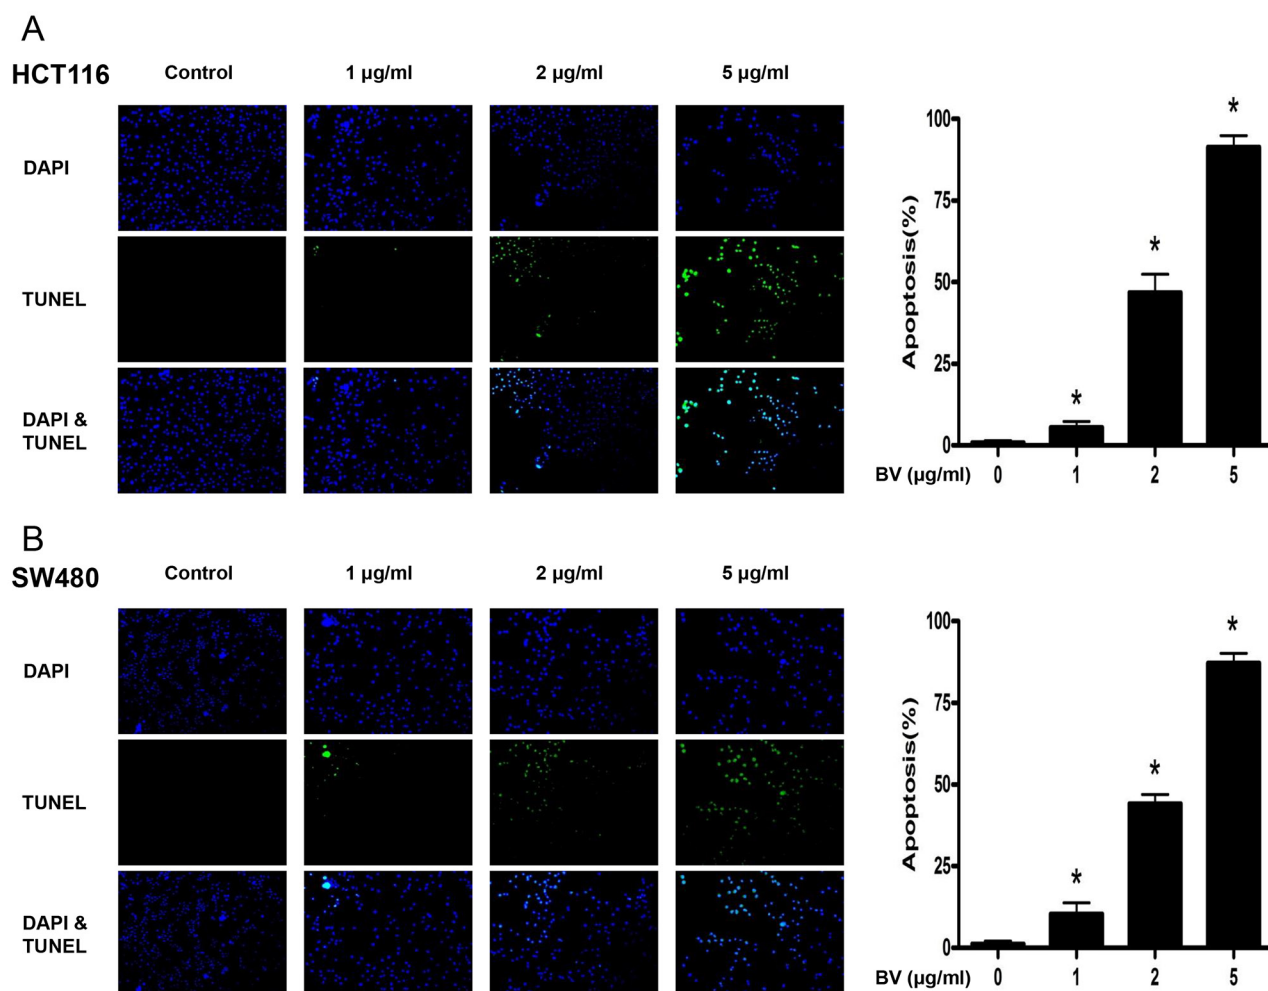 A
HCT116
Control
1 µg/ml
2 µg/ml
5 µg/ml
DAPI
TUNEL
DAPI &
TUNEL
Apoptosis(%)
100
75
50
25
0
*
*
*
BV (µg/ml)
0
1
2
5
B
SW480
Control
1 µg/ml
2 µg/ml
5 µg/ml
DAPI
TUNEL
DAPI &
TUNEL
Apoptosis(%)
100
75
50
25
0
*
*
*
BV (µg/ml)
0
1
2
5